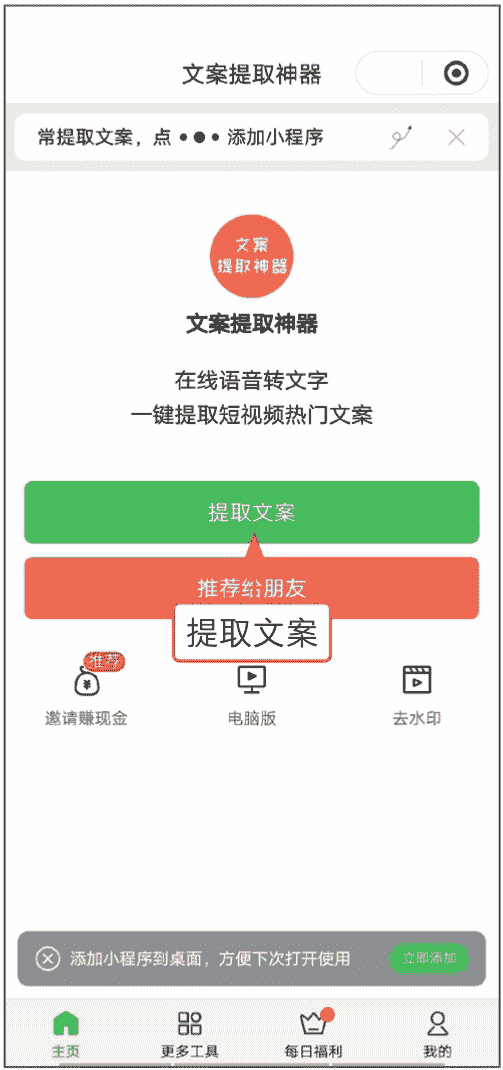 文案提取神器
常提取文案，点 ●●● 添加小程序
文案
提取神器
文案提取神器
在线语音转文字
一键提取短视频热门文案
提取文案
推荐给朋友
提取文案
推荐
邀请赚现金
电脑版
去水印
添加小程序到桌面，方便下次打开使用
立即添加
主页
更多工具
每日福利
我的